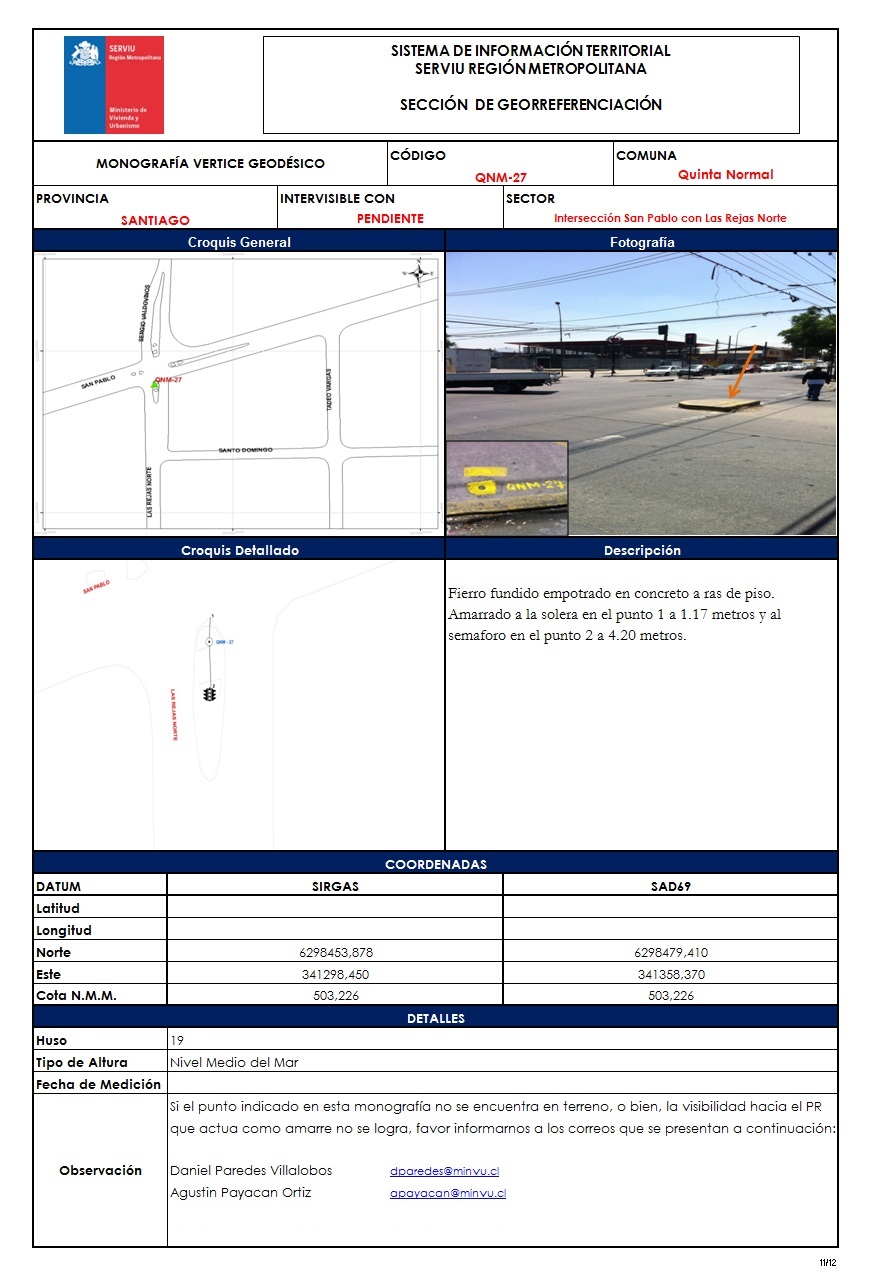 SERVIU
Región Metropolitana
Ministerio de
Vivienda y
Urbanismo
SISTEMA DE INFORMACIÓN TERRITORIAL
SERVIU REGIÓN METROPOLITANA
SECCIÓN DE GEORREFERENCIACIÓN
MONOGRAFÍA VERTICE GEODÉSICO
CÓDIGO
QNM-27
COMUNA
Quinta Normal
PROVINCIA
SANTIAGO
INTERVISIBLE CON
PENDIENTE
SECTOR
Intersección San Pablo con Las Rejas Norte
Croquis General
Fotografía
N
W E
S
SERGIO VALDOVINOS
SAN PABLO
QNM-27
TADEO VARGAS
SANTO DOMINGO
LAS REJAS NORTE
QNM-27
Croquis Detallado
Descripción
SAN PABLO
1
QNM - 27
2
LAS REJAS NORTE
Fierro fundido empotrado en concreto a ras de piso.
Amarrado a la solera en el punto 1 a 1.17 metros y al
semaforo en el punto 2 a 4.20 metros.
COORDENADAS
DATUM SIRGAS SAD69
Latitud
Longitud
Norte 6298453,878 6298479,410
Este 341298,450 341358,370
Cota N.M.M. 503,226 503,226
DETALLES
Huso 19
Tipo de Altura Nivel Medio del Mar
Fecha de Medición
Observación
Si el punto indicado en esta monografía no se encuentra en terreno, o bien, la visibilidad hacia el PR
que actua como amarre no se logra, favor informarnos a los correos que se presentan a continuación:
Daniel Paredes Villalobos dparedes@minvu.cl
Agustin Payacan Ortiz apayacan@minvu.cl
11/12